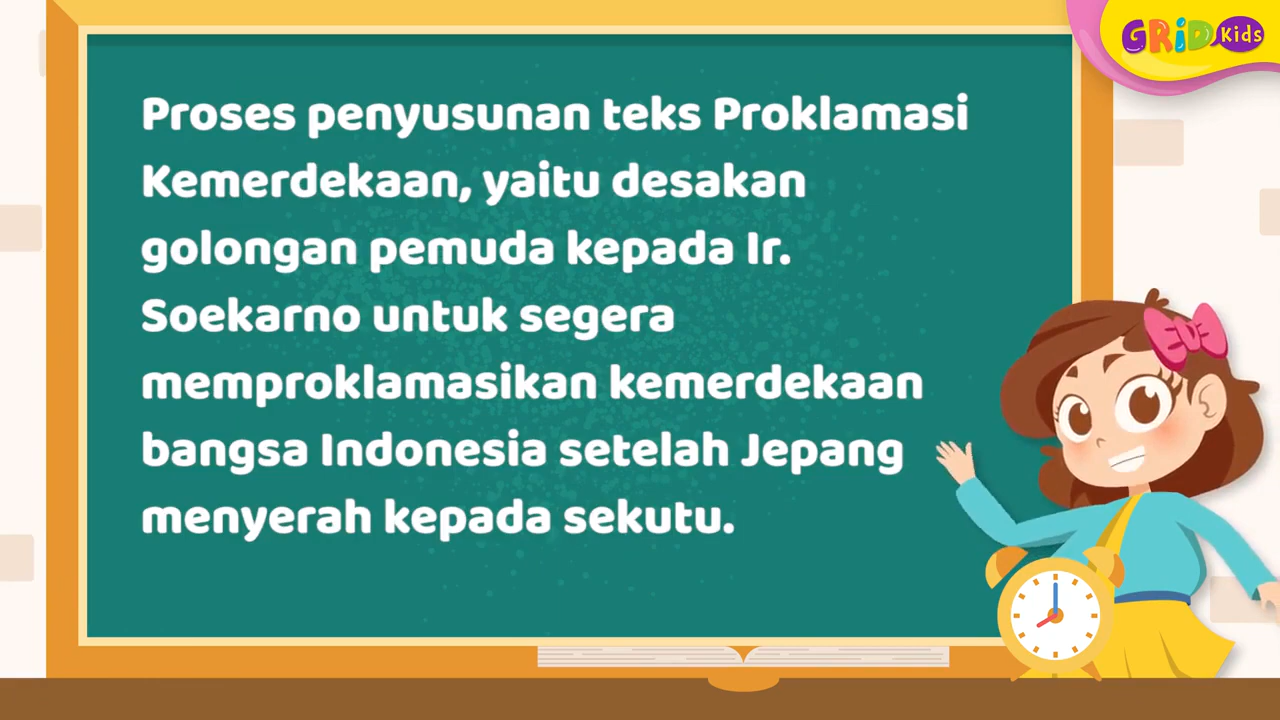 GRID Kids
Proses penyusunan teks Proklamasi
Kemerdekaan, yaitu desakan
golongan pemuda kepada Ir.
Soekarno untuk segera
memproklamasikan kemerdekaan
bangsa Indonesia setelah Jepang
menyerah kepada sekutu.